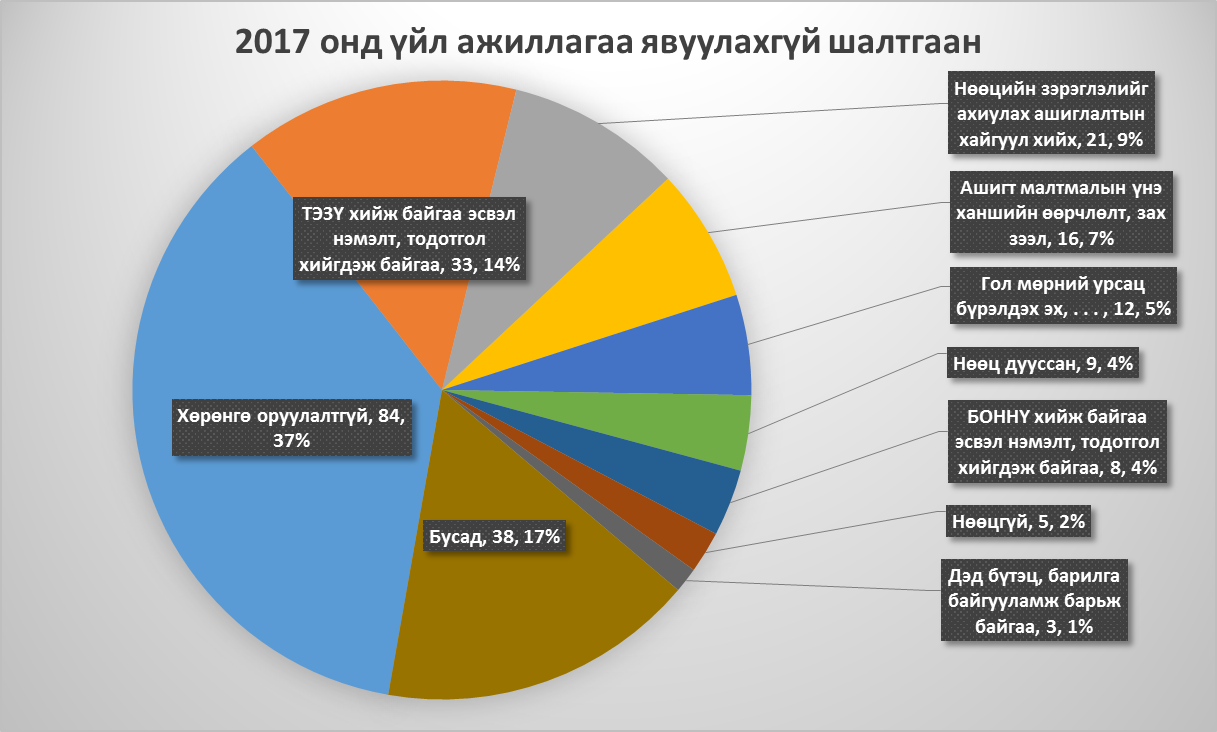 2017 онд үйл ажиллагаа явуулахгүй шалтгаан
Нөөцийн зэрэглэлийг
ахиулах ашиглалтын
хайгуул хийх, 21, 9%
Ашигт малтмалын үнэ
ханшийн өөрчлөлт, зах
зээл, 16, 7%
Гол мөрний урсац
бүрэлдэх эх, . . . , 12, 5%
Нөөц дууссан, 9, 4%
БОННҮ хийж байгаа
эсвэл нэмэлт, тодотгол
хийгдэж байгаа, 8, 4%
Нөөцгүй, 5, 2%
Дэд бүтэц, барилга
байгууламж барьж
байгаа, 3, 1%
Бусад, 38, 17%
Хөрөнгө оруулалтгүй, 84,
37%
ТЭЗҮ хийж байгаа эсвэл
нэмэлт, тодотгол
хийгдэж байгаа, 33, 14%